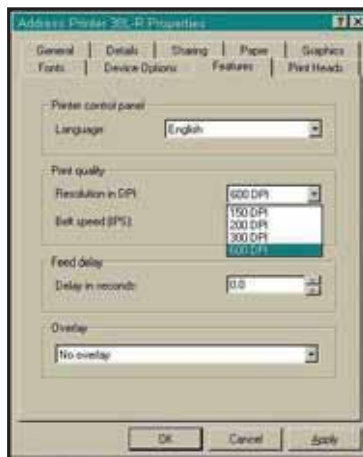 Address Printer 30L-R Properties
General Details Sharing Paper Graphics
Fonts Device Options Features Print Heads
Printer control panel
Language: English
Print quality
Resolution in DPI: 600 DPI
150 DPI
200 DPI
300 DPI
600 DPI
Belt speed (IPS):
Feed delay
Delay in seconds: 0.0
Overlay
No overlay
OK Cancel Apply